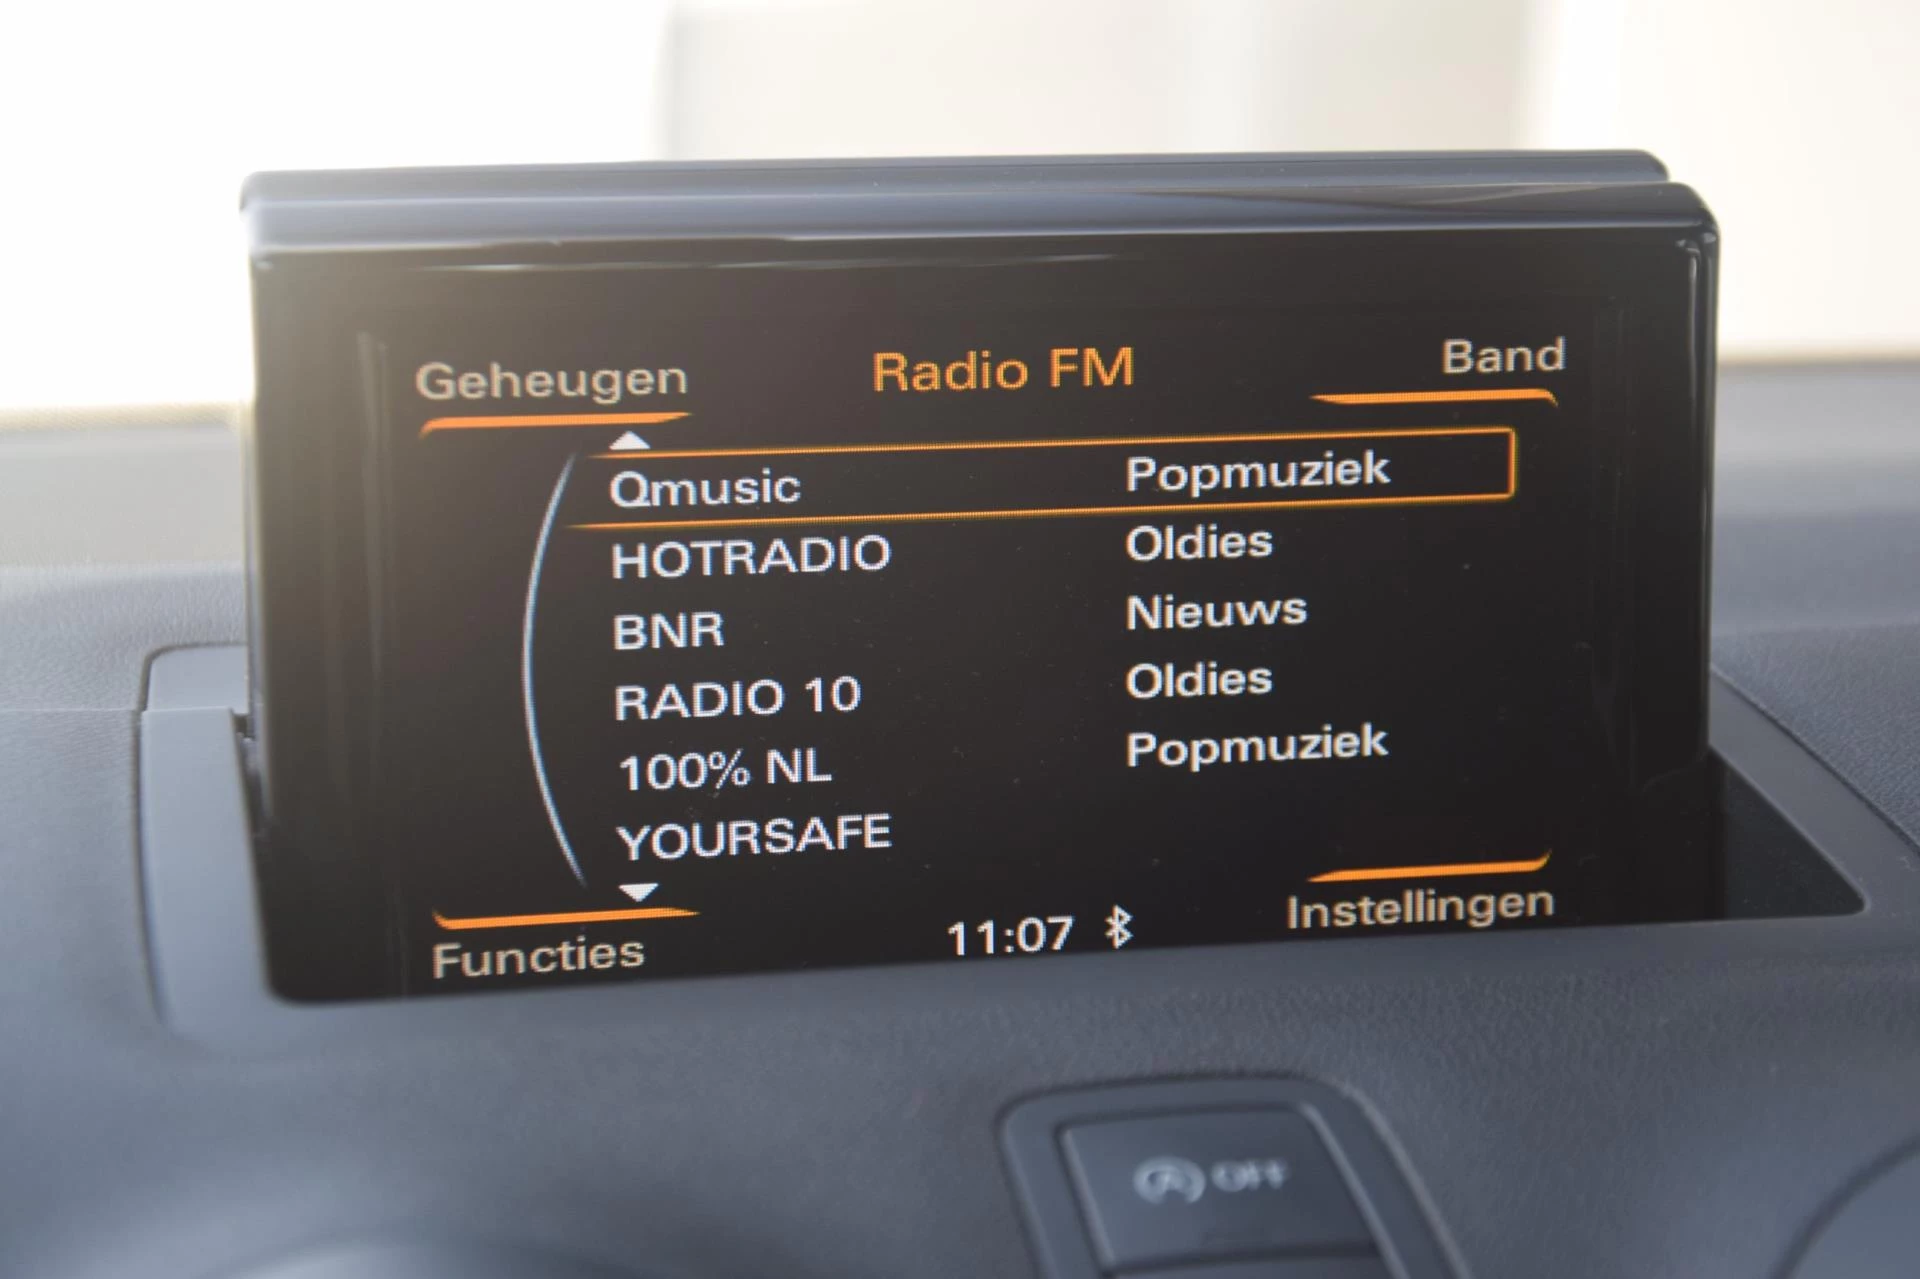 Geheugen Radio FM Band
Qmusic Popmuziek
HOTRADIO Oldies
BNR Nieuws
RADIO 10 Oldies
100% NL Popmuziek
YOURSAFE
Functies 11:07 Instellingen
A OFF